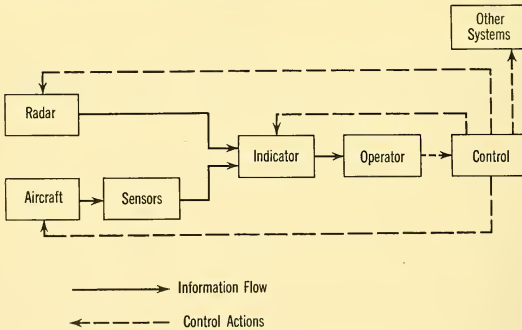 Other
Systems
Radar
Indicator
Operator
Control
Aircraft
Sensors
Information Flow
Control Actions